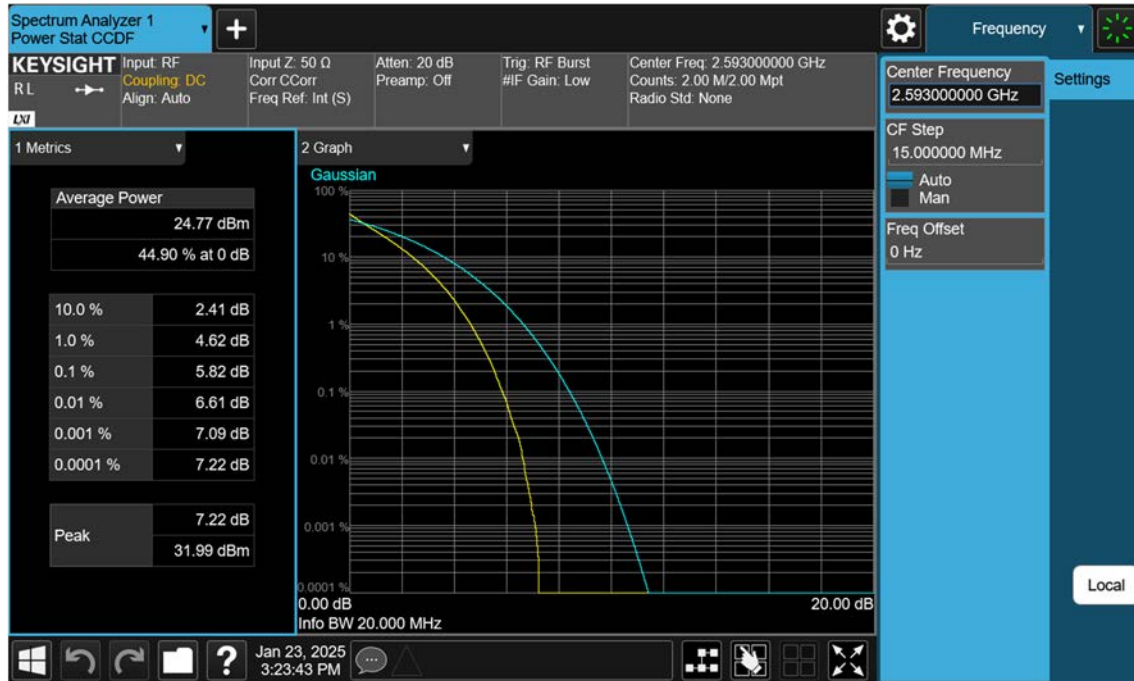 Spectrum Analyzer 1
Power Stat CCDF
+
Frequency
KEYSIGHT
R L
LXI
Input: RF
Coupling: DC
Align: Auto
Input Z: 50 Ω
Corr CCorr
Freq Ref: Int (S)
Atten: 20 dB
Preamp: Off
Trig: RF Burst
#IF Gain: Low
Center Freq: 2.593000000 GHz
Counts: 2.00 M/2.00 Mpt
Radio Std: None
Center Frequency
2.593000000 GHz
Settings
CF Step
15.000000 MHz
Auto
Man
Freq Offset
0 Hz
1 Metrics
Average Power
24.77 dBm
44.90 % at 0 dB
10.0 % 2.41 dB
1.0 % 4.62 dB
0.1 % 5.82 dB
0.01 % 6.61 dB
0.001 % 7.09 dB
0.0001 % 7.22 dB
Peak
7.22 dB
31.99 dBm
2 Graph
Gaussian
100 %
10 %
1 %
0.1 %
0.01 %
0.001 %
0.0001 %
0.00 dB 20.00 dB
Info BW 20.000 MHz
Local
?
Jan 23, 2025
3:23:43 PM